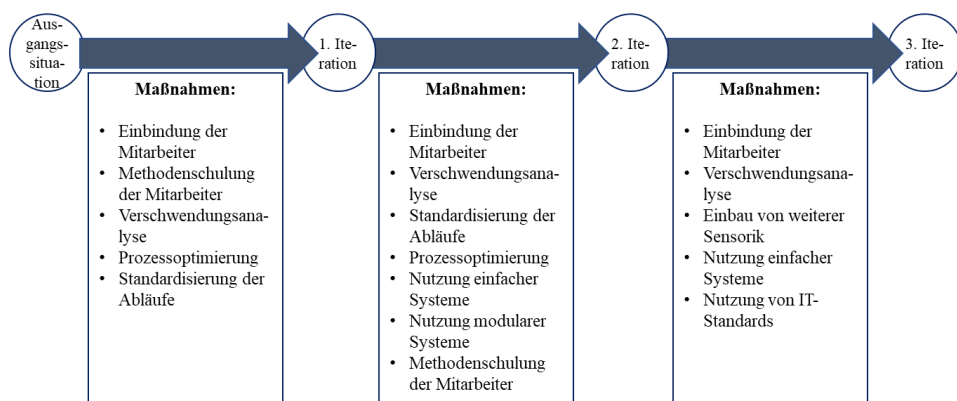 Aus-
gangs-
situa-
tion
1. Ite-
ration
2. Ite-
ration
3. Ite-
ration
Maßnahmen:
• Einbindung der
Mitarbeiter
• Methodenschulung
der Mitarbeiter
• Verschwendungsana-
lyse
• Prozessoptimierung
• Standardisierung der
Abläufe
Maßnahmen:
• Einbindung der
Mitarbeiter
• Verschwendungsana-
lyse
• Standardisierung der
Abläufe
• Prozessoptimierung
• Nutzung einfacher
Systeme
• Nutzung modularer
Systeme
• Methodenschulung
der Mitarbeiter
Maßnahmen:
• Einbindung der
Mitarbeiter
• Verschwendungsana-
lyse
• Einbau von weiterer
Sensorik
• Nutzung einfacher
Systeme
• Nutzung von IT-
Standards